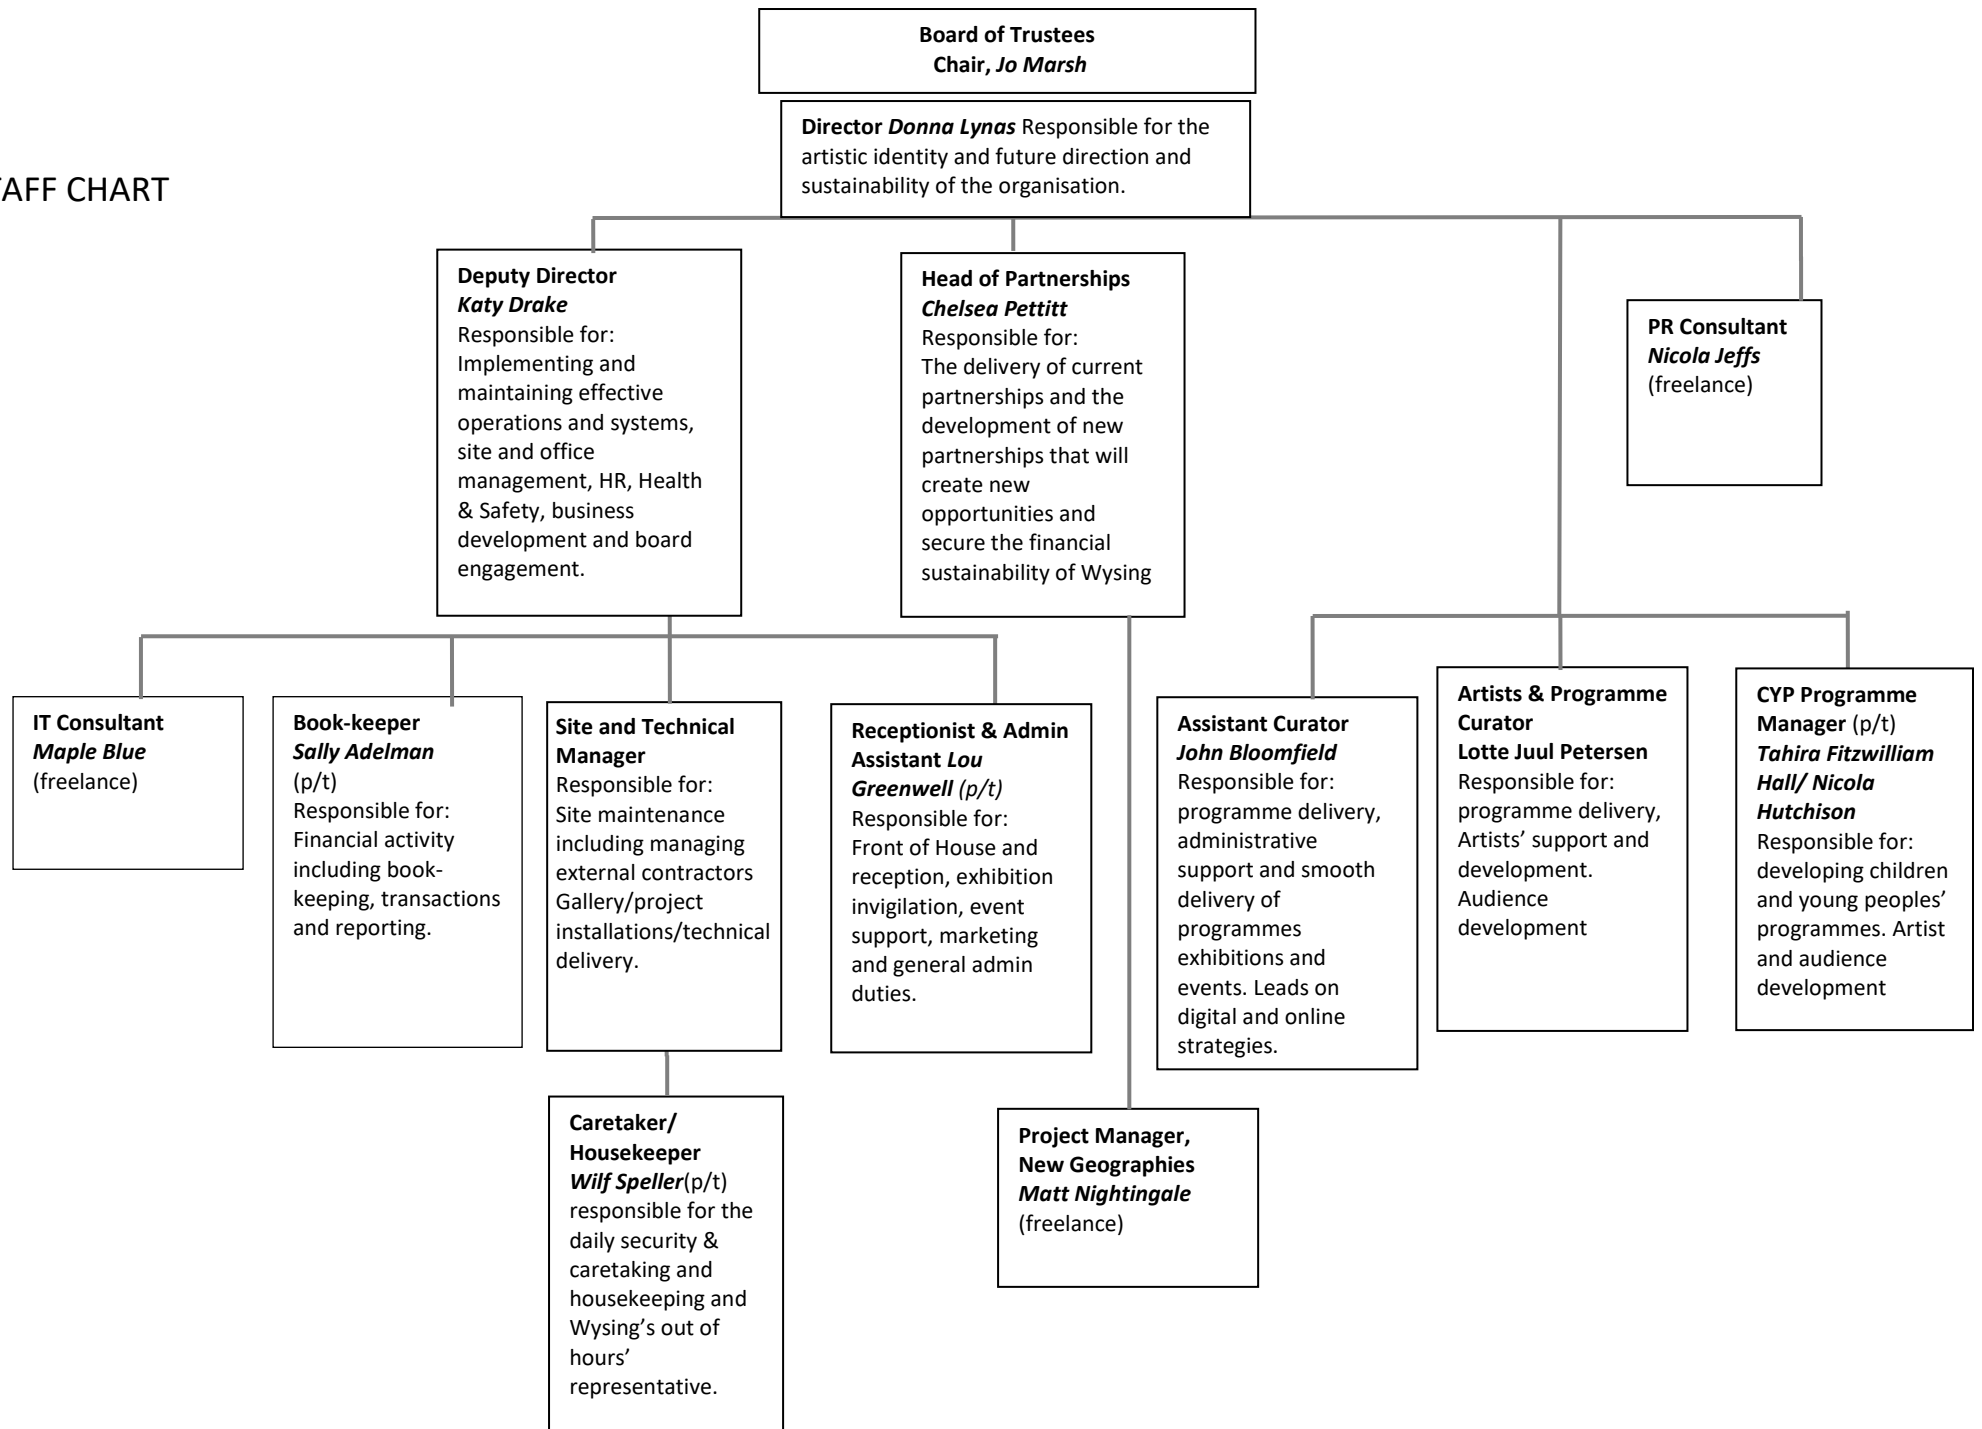 Board of Trustees
Chair, Jo Marsh
Director Donna Lynas Responsible for the
artistic identity and future direction and
sustainability of the organisation.
TAFF CHART
Deputy Director
Katy Drake
Responsible for:
Implementing and
maintaining effective
operations and systems,
site and office
management, HR, Health
& Safety, business
development and board
engagement.
Head of Partnerships
Chelsea Pettitt
Responsible for:
The delivery of current
partnerships and the
development of new
partnerships that will
create new
opportunities and
secure the financial
sustainability of Wysing
PR Consultant
Nicola Jeffs
(freelance)
IT Consultant
Maple Blue
(freelance)
Book-keeper
Sally Adelman
(p/t)
Responsible for:
Financial activity
including book-
keeping, transactions
and reporting.
Site and Technical
Manager
Responsible for:
Site maintenance
including managing
external contractors
Gallery/project
installations/technical
delivery.
Receptionist & Admin
Assistant Lou
Greenwell (p/t)
Responsible for:
Front of House and
reception, exhibition
invigilation, event
support, marketing
and general admin
duties.
Assistant Curator
John Bloomfield
Responsible for:
programme delivery,
administrative
support and smooth
delivery of
programmes
exhibitions and
events. Leads on
digital and online
strategies.
Artists & Programme
Curator
Lotte Juul Petersen
Responsible for:
programme delivery,
Artists’ support and
development.
Audience
development
CYP Programme
Manager (p/t)
Tahira Fitzwilliam
Hall/ Nicola
Hutchison
Responsible for:
developing children
and young peoples’
programmes. Artist
and audience
development
Caretaker/
Housekeeper
Wilf Speller(p/t)
responsible for the
daily security &
caretaking and
housekeeping and
Wysing’s out of
hours’
representative.
Project Manager,
New Geographies
Matt Nightingale
(freelance)